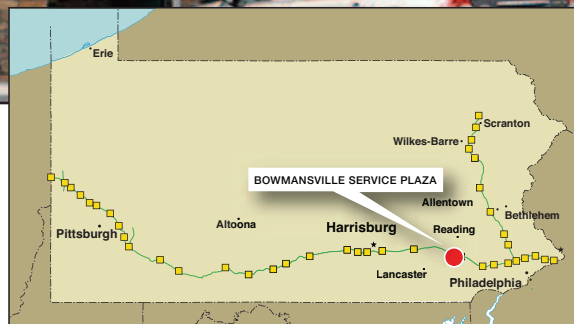 Erie
Scranton
Wilkes-Barre
BOWMANSVILLE SERVICE PLAZA
Allentown
Bethlehem
Altoona
Harrisburg
Reading
Pittsburgh
Lancaster
Philadelphia